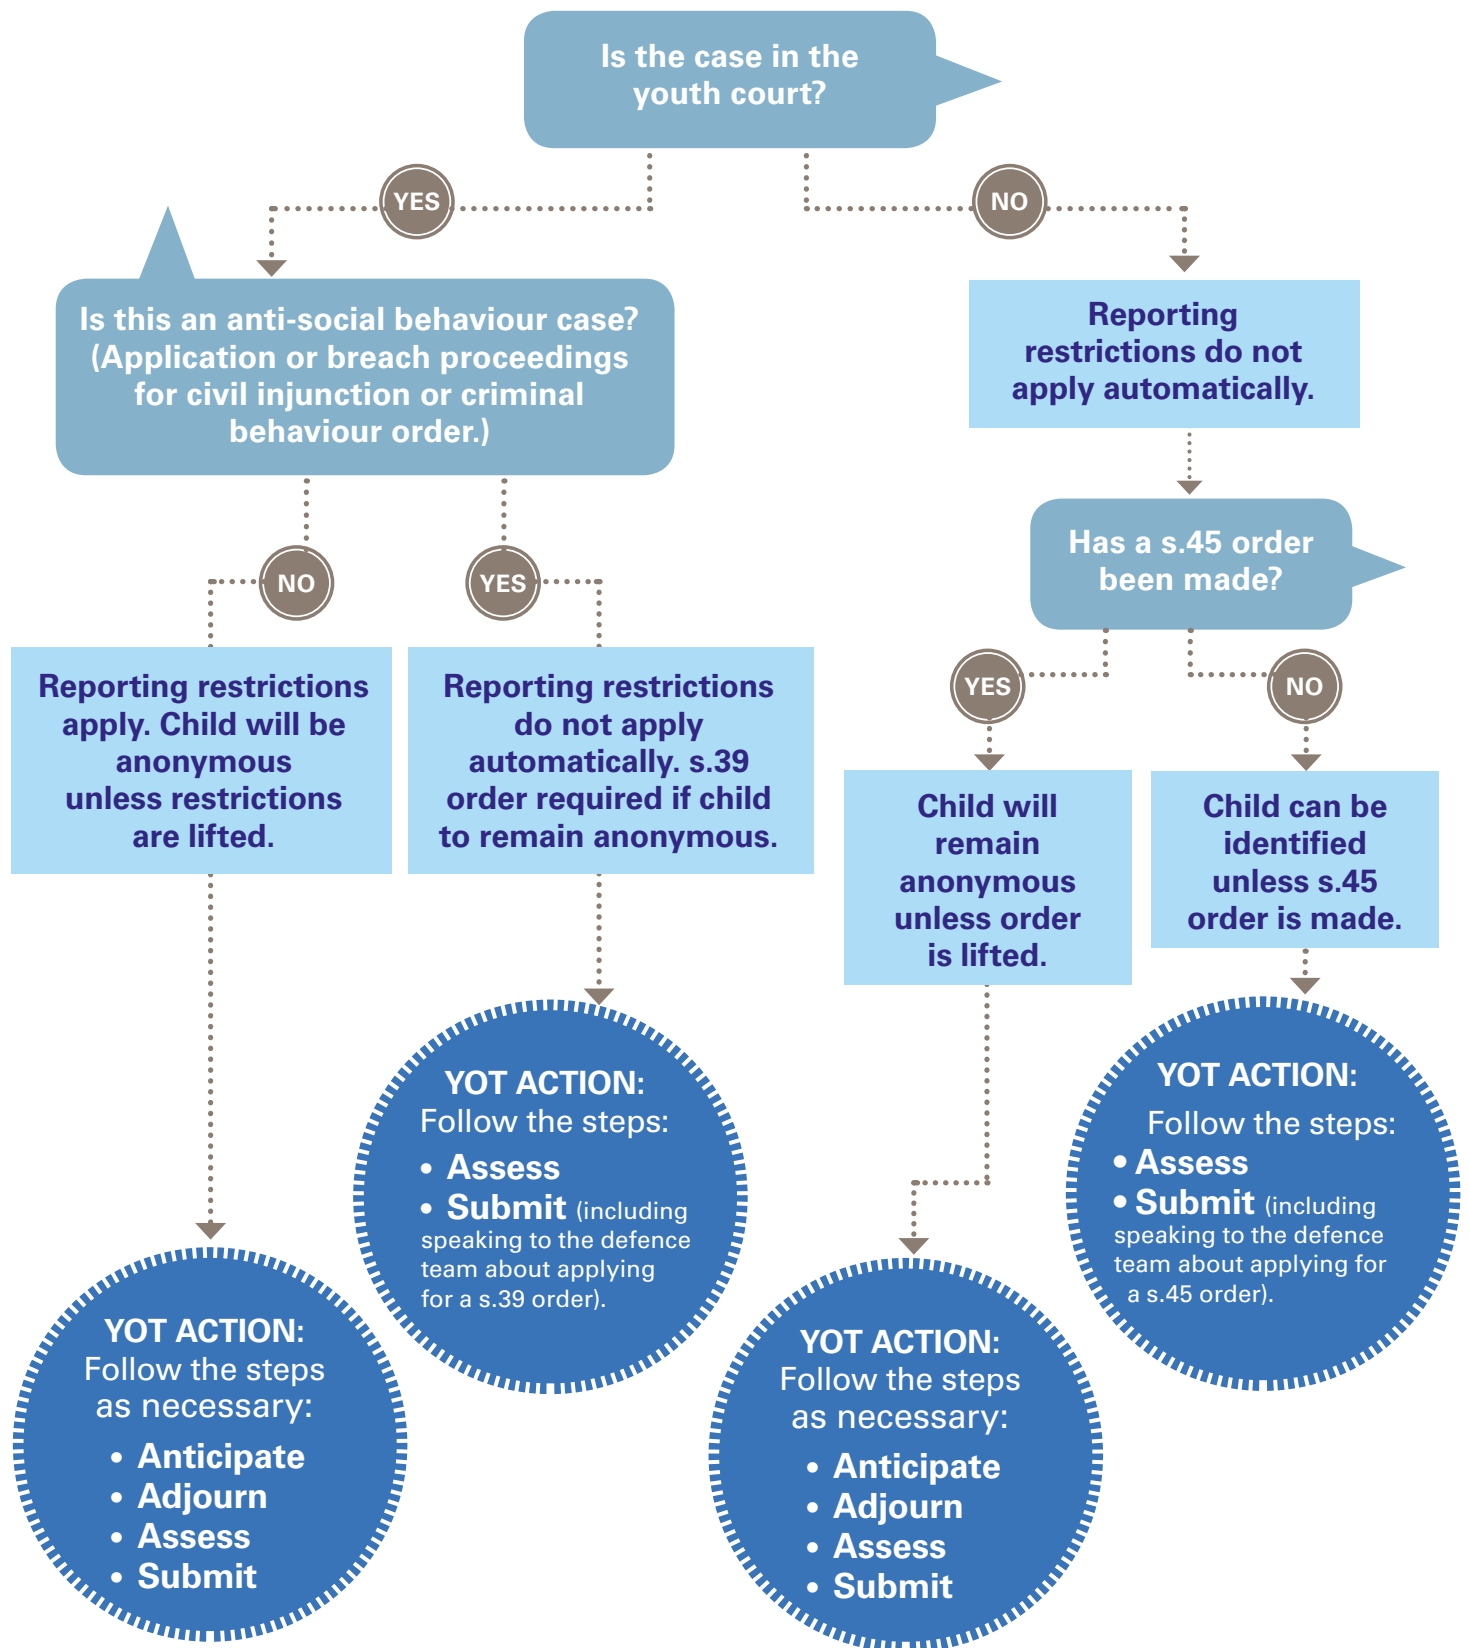 Is the case in the
youth court?
YES
NO
Is this an anti-social behaviour case?
(Application or breach proceedings
for civil injunction or criminal
behaviour order.)
Reporting
restrictions do not
apply automatically.
Has a s.45 order
been made?
NO
YES
YES
NO
Reporting restrictions
apply. Child will be
anonymous
unless restrictions
are lifted.
Reporting restrictions
do not apply
automatically. s.39
order required if child
to remain anonymous.
Child will
remain
anonymous
unless order
is lifted.
Child can be
identified
unless s.45
order is made.
YOT ACTION:
Follow the steps
as necessary:
• Anticipate
• Adjourn
• Assess
• Submit
YOT ACTION:
Follow the steps:
• Assess
• Submit (including
speaking to the defence
team about applying
for a s.39 order).
YOT ACTION:
Follow the steps
as necessary:
• Anticipate
• Adjourn
• Assess
• Submit
YOT ACTION:
Follow the steps:
• Assess
• Submit (including
speaking to the defence
team about applying for
a s.45 order).